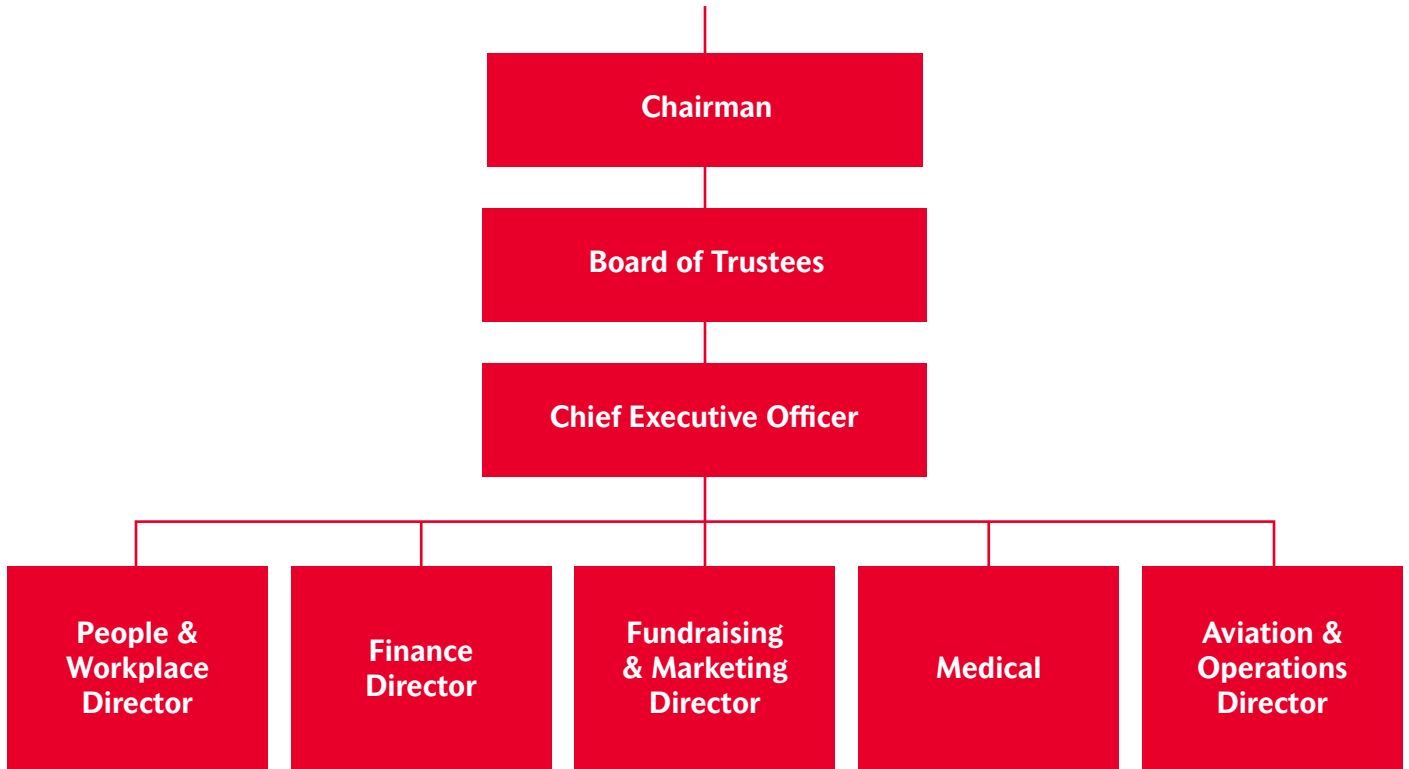 Chairman
Board of Trustees
Chief Executive Officer
People &
Workplace
Director
Finance
Director
Fundraising
& Marketing
Director
Medical
Aviation &
Operations
Director